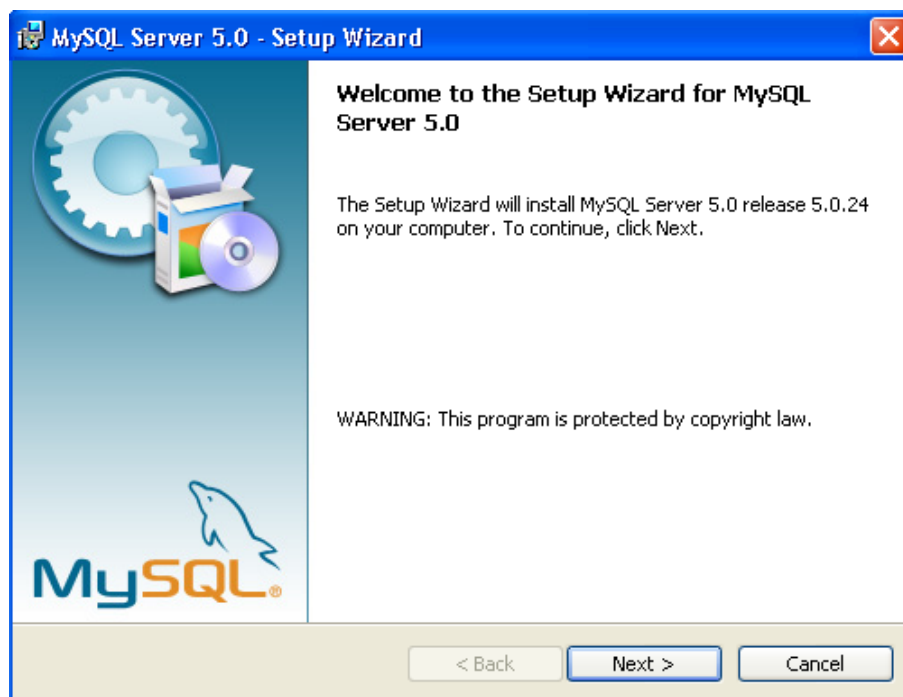 MySQL Server 5.0 - Setup Wizard
Welcome to the Setup Wizard for MySQL
Server 5.0
The Setup Wizard will install MySQL Server 5.0 release 5.0.24
on your computer. To continue, click Next.
WARNING: This program is protected by copyright law.
MySQL®
< Back
Next >
Cancel